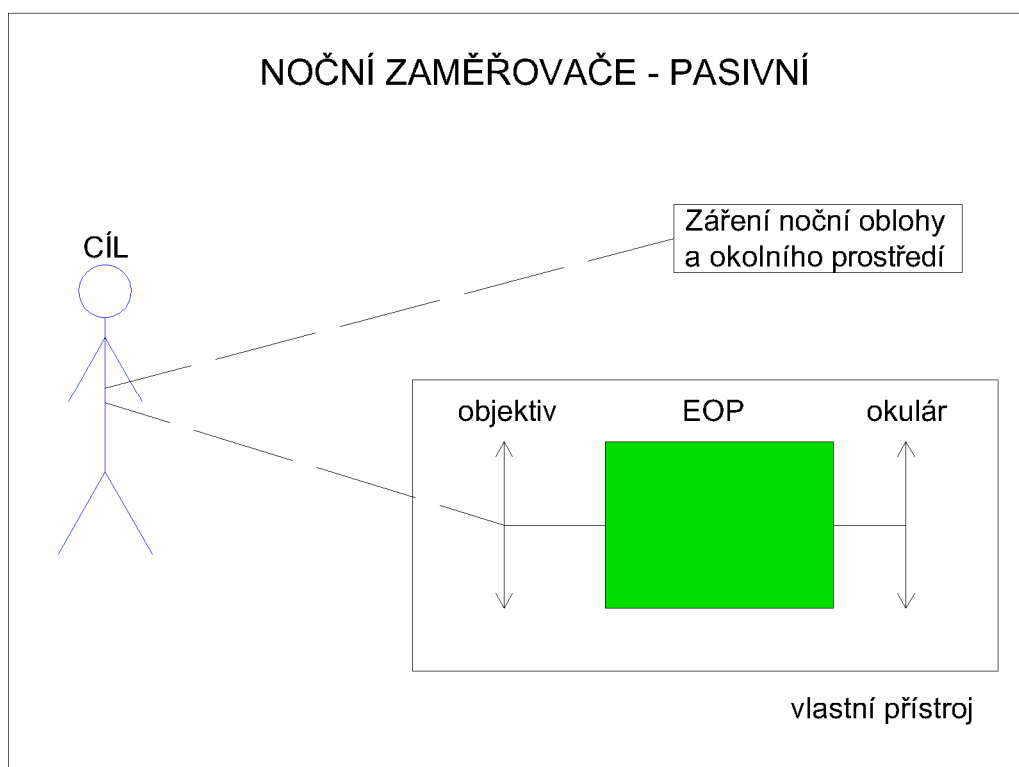 NOČNÍ ZAMĚŘOVAČE - PASIVNÍ
Záření noční oblohy
a okolního prostředí
CÍL
objektiv
EOP
okulár
vlastní přístroj